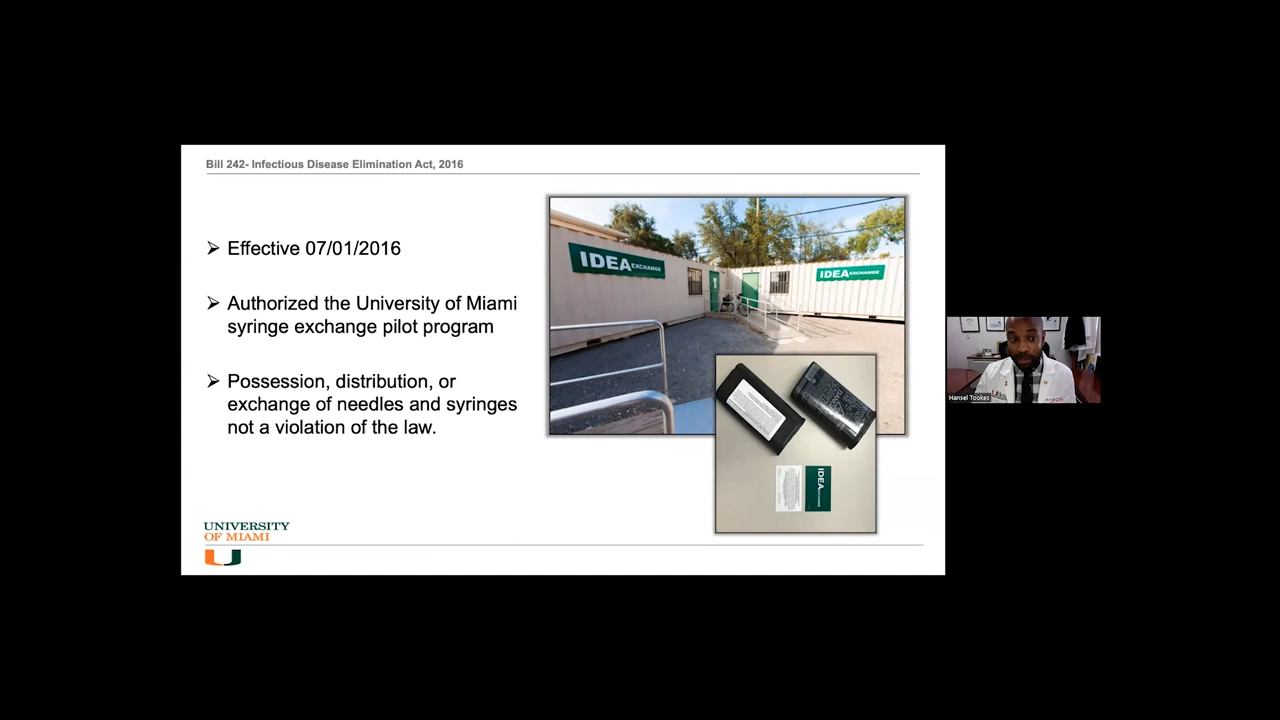 Bill 242- Infectious Disease Elimination Act, 2016
➢ Effective 07/01/2016
➢ Authorized the University of Miami
syringe exchange pilot program
➢ Possession, distribution, or
exchange of needles and syringes
not a violation of the law.
IDEA EXCHANGE
IDEA EXCHANGE
IDEA EXCHANGE
UNIVERSITY
OF MIAMI
Hansel Tookes